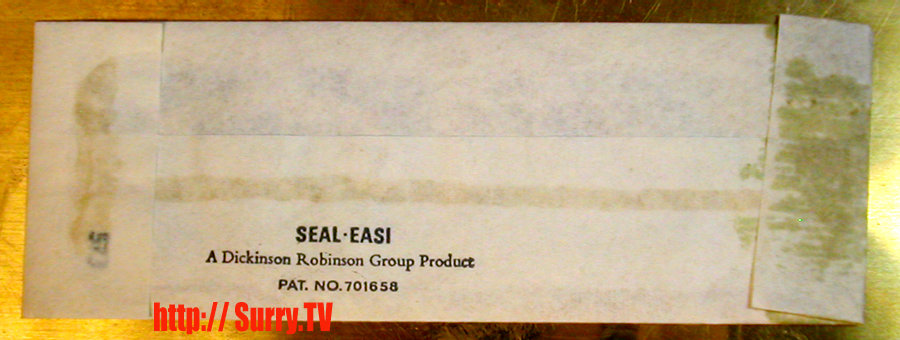 SEAL·EASI
A Dickinson Robinson Group Product
PAT. NO. 701658
http:// Surry.TV